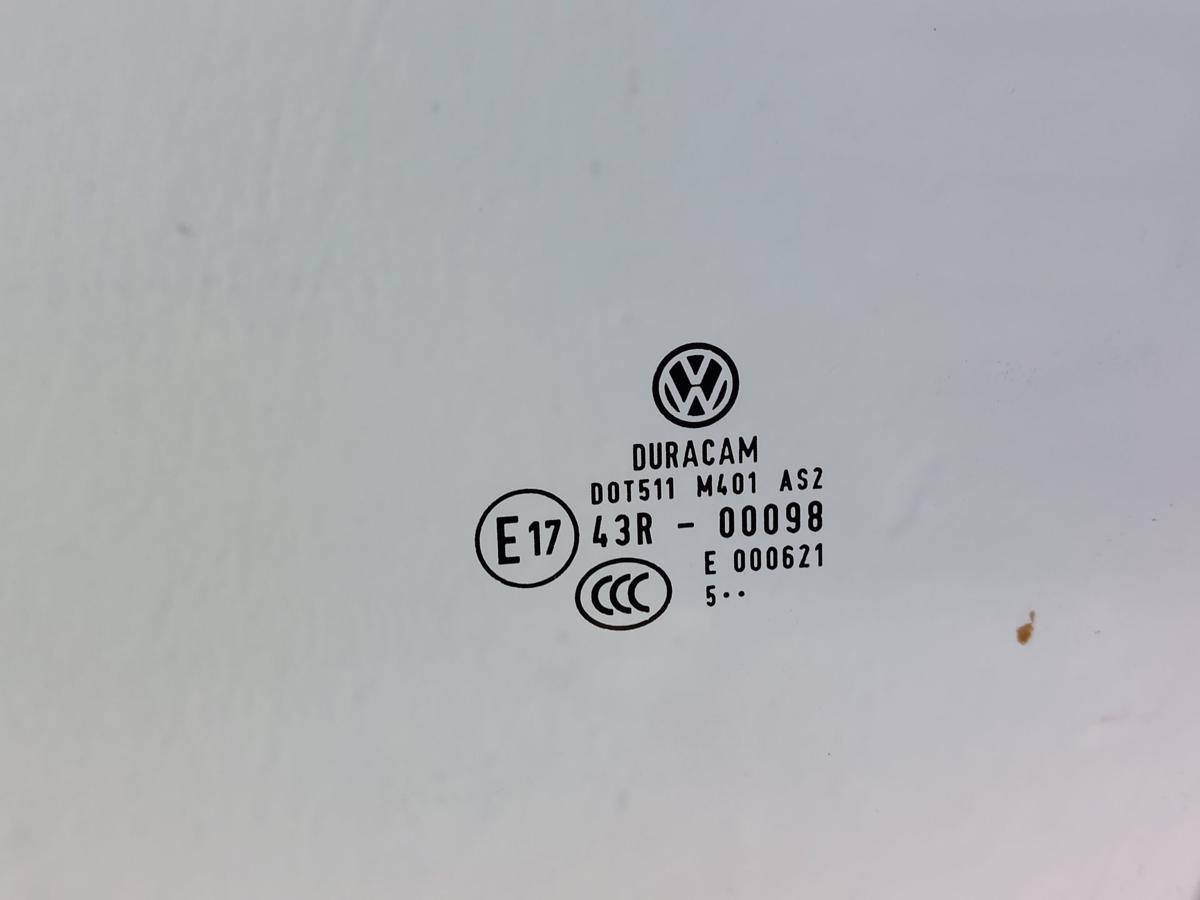 DURACAM
DOT511 M401 AS2
E17 43R - 00098
E 000621
CCC 5··